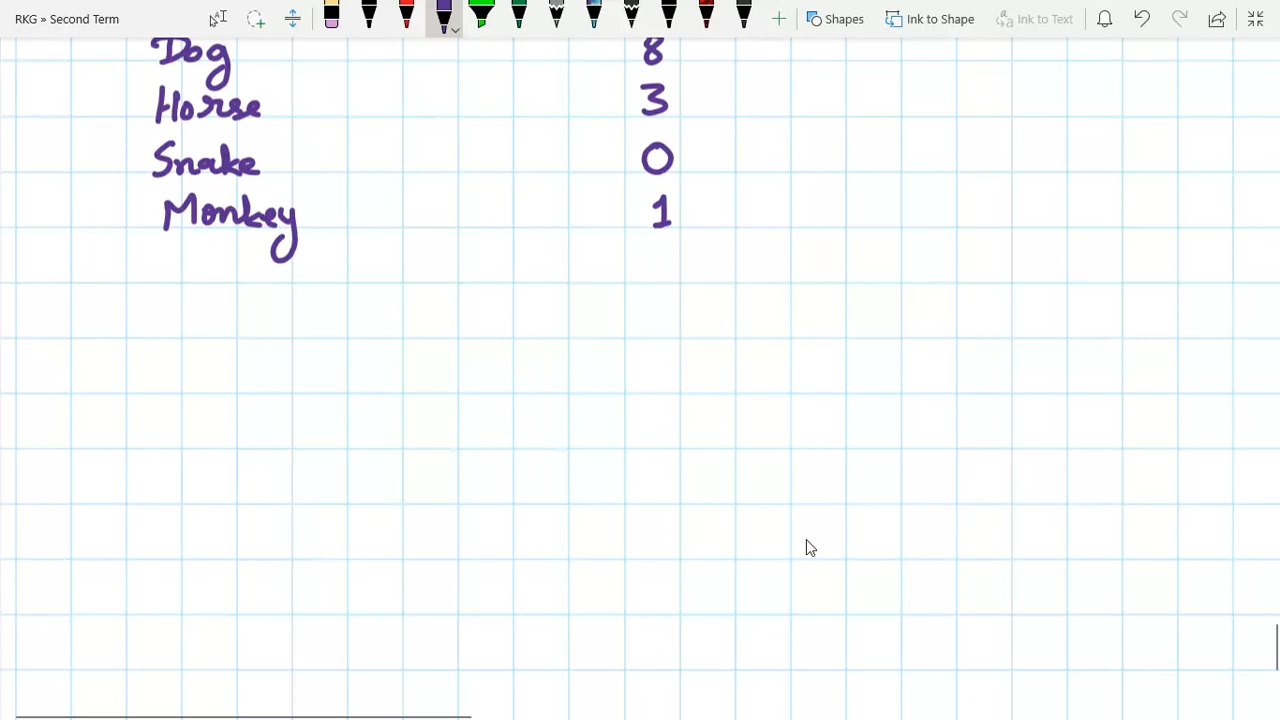 RKG » Second Term Shapes Ink to Shape Ink to Text
Dog 8
Horse 3
Snake 0
Monkey 1